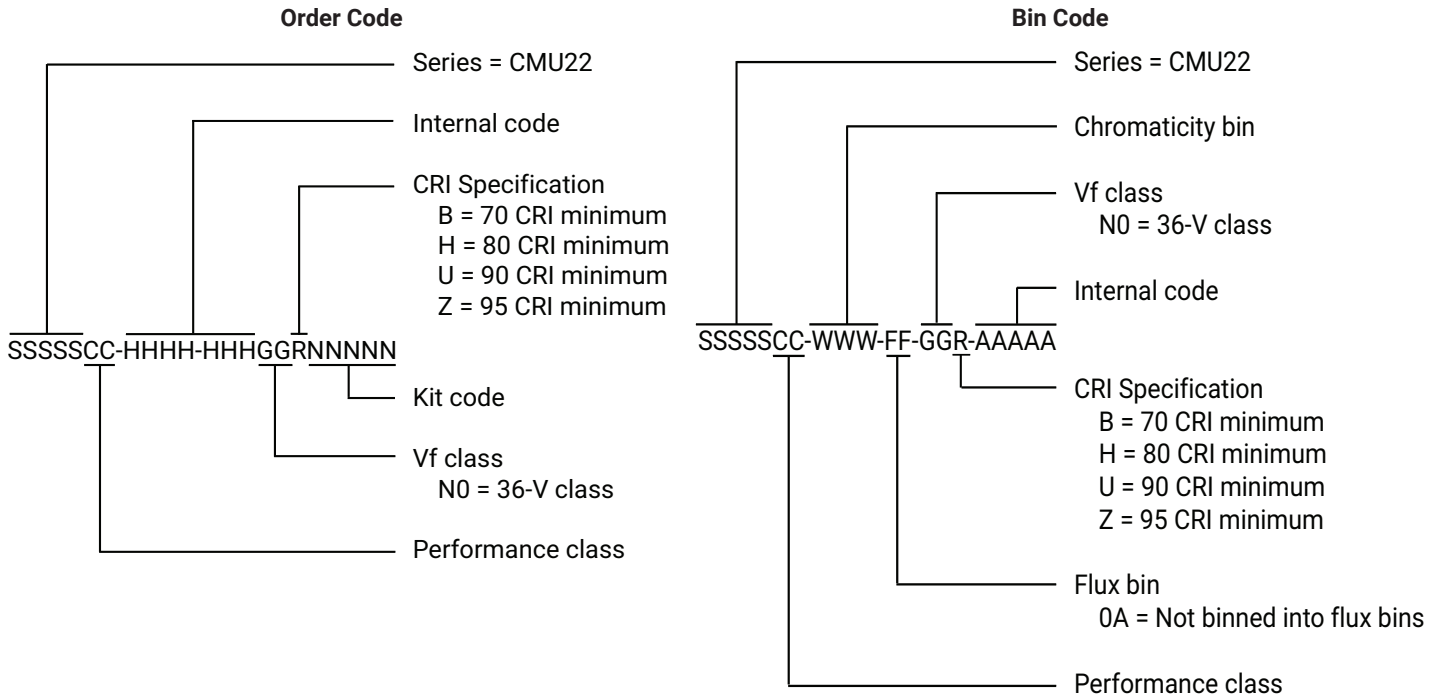 Order Code
Series = CMU22
Internal code
CRI Specification
B = 70 CRI minimum
H = 80 CRI minimum
U = 90 CRI minimum
Z = 95 CRI minimum
SSSSSCC-HHHH-HHHGGRNNNNN
Kit code
Vf class
N0 = 36-V class
Performance class
Bin Code
Series = CMU22
Chromaticity bin
Vf class
N0 = 36-V class
Internal code
SSSSSCC-WWW-FF-GGR-AAAAA
CRI Specification
B = 70 CRI minimum
H = 80 CRI minimum
U = 90 CRI minimum
Z = 95 CRI minimum
Flux bin
0A = Not binned into flux bins
Performance class